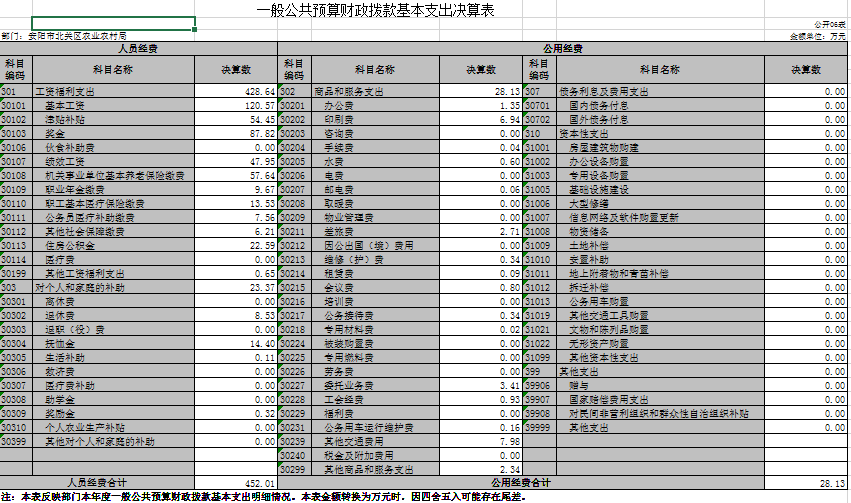 一般公共预算财政拨款基本支出决算表
公开06表
部门：安阳市北关区农业农村局 金额单位：万元
人员经费 公用经费
科目编码 科目名称 决算数 科目编码 科目名称 决算数 科目编码 科目名称 决算数
301 工资福利支出 428.64 302 商品和服务支出 28.13 307 债务利息及费用支出 0.00
30101 基本工资 120.57 30201 办公费 1.35 30701 国内债务付息 0.00
30102 津贴补贴 54.45 30202 印刷费 6.94 30702 国外债务付息 0.00
30103 奖金 87.82 30203 咨询费 0.00 310 资本性支出 0.00
30106 伙食补助费 0.00 30204 手续费 0.04 31001 房屋建筑物购建 0.00
30107 绩效工资 47.95 30205 水费 0.60 31002 办公设备购置 0.00
30108 机关事业单位基本养老保险缴费 57.64 30206 电费 0.00 31003 专用设备购置 0.00
30109 职业年金缴费 9.67 30207 邮电费 0.06 31005 基础设施建设 0.00
30110 职工基本医疗保险缴费 13.53 30208 取暖费 0.00 31006 大型修缮 0.00
30111 公务员医疗补助缴费 7.56 30209 物业管理费 0.00 31007 信息网络及软件购置更新 0.00
30112 其他社会保障缴费 6.21 30211 差旅费 2.71 31008 物资储备 0.00
30113 住房公积金 22.59 30212 因公出国（境）费用 0.00 31009 土地补偿 0.00
30114 医疗费 0.00 30213 维修（护）费 0.34 31010 安置补助 0.00
30199 其他工资福利支出 0.65 30214 租赁费 0.09 31011 地上附着物和青苗补偿 0.00
303 对个人和家庭的补助 23.37 30215 会议费 0.80 31012 拆迁补偿 0.00
30301 离休费 0.00 30216 培训费 0.00 31013 公务用车购置 0.00
30302 退休费 8.53 30217 公务接待费 0.34 31019 其他交通工具购置 0.00
30303 退职（役）费 0.00 30218 专用材料费 0.02 31021 文物和陈列品购置 0.00
30304 抚恤金 14.40 30224 被装购置费 0.00 31022 无形资产购置 0.00
30305 生活补助 0.11 30225 专用燃料费 0.00 31099 其他资本性支出 0.00
30306 救济费 0.00 30226 劳务费 0.00 399 其他支出 0.00
30307 医疗费补助 0.00 30227 委托业务费 3.41 39906 赠与 0.00
30308 助学金 0.00 30228 工会经费 0.93 39907 国家赔偿费用支出 0.00
30309 奖励金 0.32 30229 福利费 0.00 39908 对民间非营利组织和群众性自治组织补贴 0.00
30310 个人农业生产补贴 0.00 30231 公务用车运行维护费 0.16 39999 其他支出 0.00
30399 其他对个人和家庭的补助 0.00 30239 其他交通费用 7.98
30240 税金及附加费用 0.00
30299 其他商品和服务支出 2.34
人员经费合计 452.01 公用经费合计 28.13
注：本表反映部门本年度一般公共预算财政拨款基本支出明细情况。本表金额转换为万元时，因四舍五入可能存在尾差。